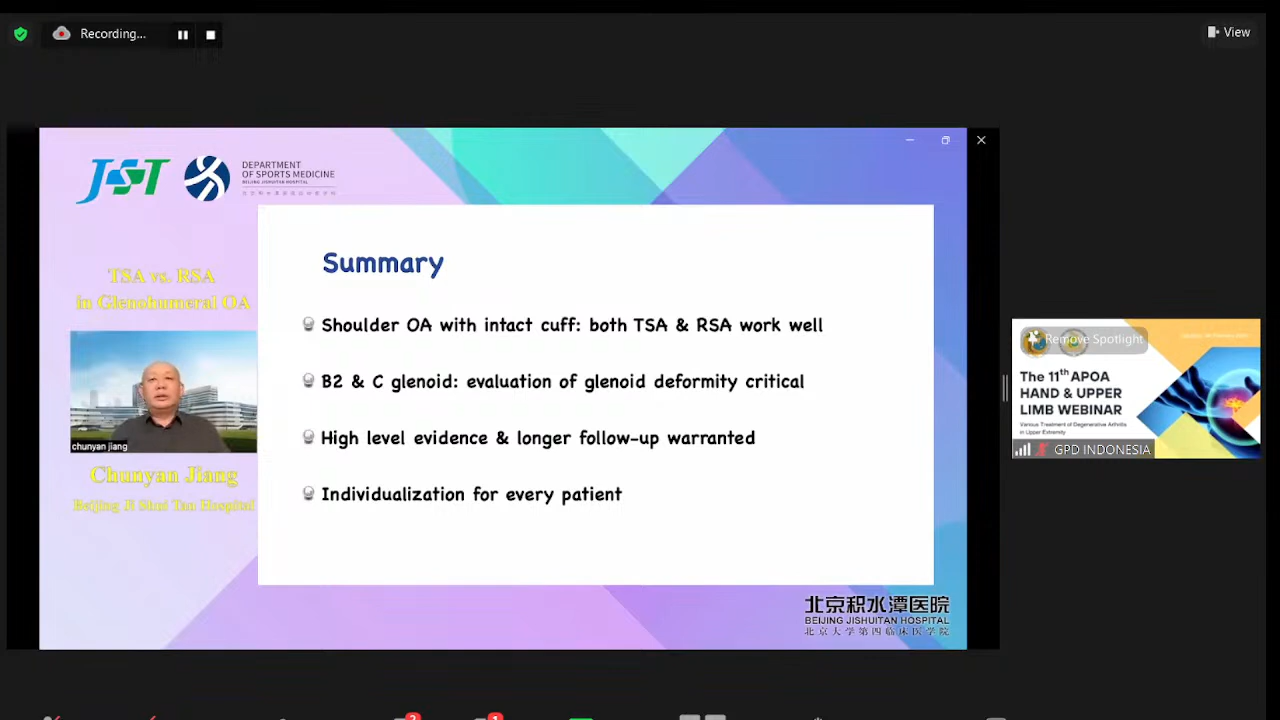 Recording...
View
JST
DEPARTMENT
OF SPORTS MEDICINE
BEIJING JISHUITAN HOSPITAL
TSA vs. RSA
in Glenohumeral OA
chunyan jiang
Chunyan Jiang
Beijing Ji Shui Tan Hospital
Summary
Shoulder OA with intact cuff: both TSA & RSA work well
B2 & C glenoid: evaluation of glenoid deformity critical
High level evidence & longer follow-up warranted
Individualization for every patient
北京积水潭医院
BEIJING JISHUITAN HOSPITAL
北京大学第四临床医学院
Remove Spotlight
The 11th APOA
HAND & UPPER
LIMB WEBINAR
Various Treatment of Degenerative Arthritis
in Upper Extremity
GPD INDONESIA
2
1